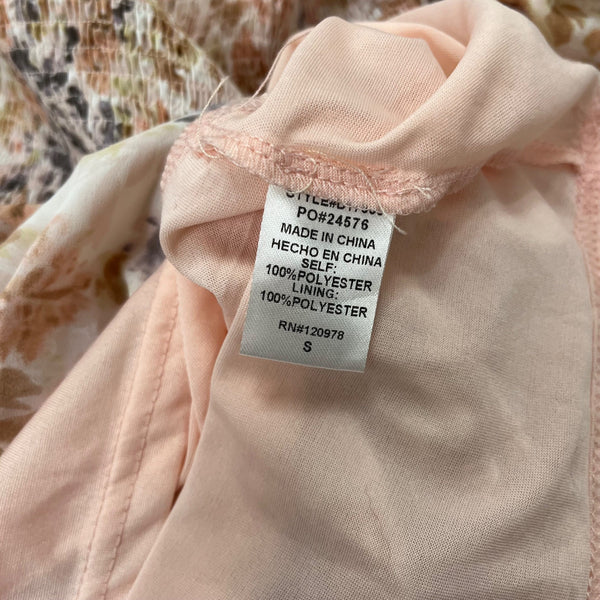 PO#24576
MADE IN CHINA
HECHO EN CHINA
SELF:
100%POLYESTER
LINING:
100%POLYESTER
RN#120978
S